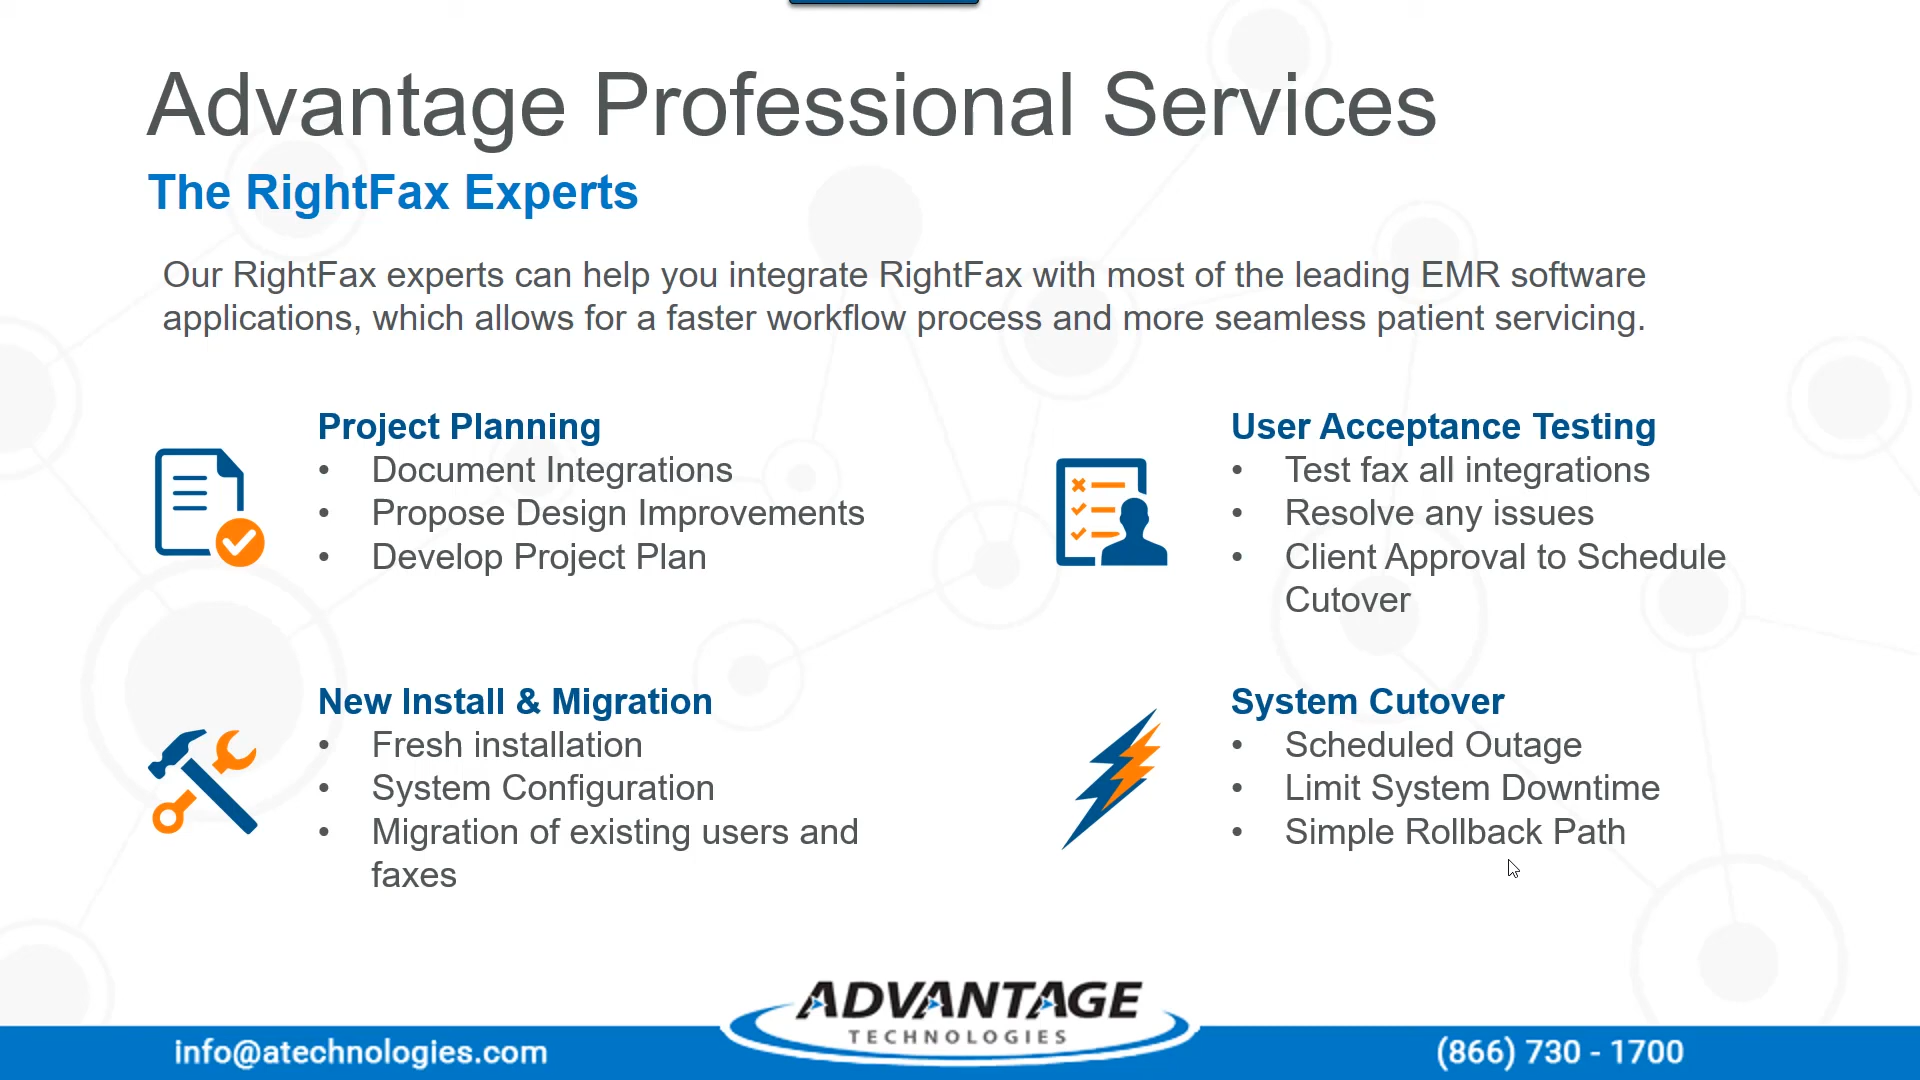 Advantage Professional Services
The RightFax Experts
Our RightFax experts can help you integrate RightFax with most of the leading EMR software
applications, which allows for a faster workflow process and more seamless patient servicing.
Project Planning
• Document Integrations
• Propose Design Improvements
• Develop Project Plan
User Acceptance Testing
• Test fax all integrations
• Resolve any issues
• Client Approval to Schedule
Cutover
New Install & Migration
• Fresh installation
• System Configuration
• Migration of existing users and
faxes
System Cutover
• Scheduled Outage
• Limit System Downtime
• Simple Rollback Path
ADVANTAGE
TECHNOLOGIES
info@atechnologies.com
(866) 730 - 1700